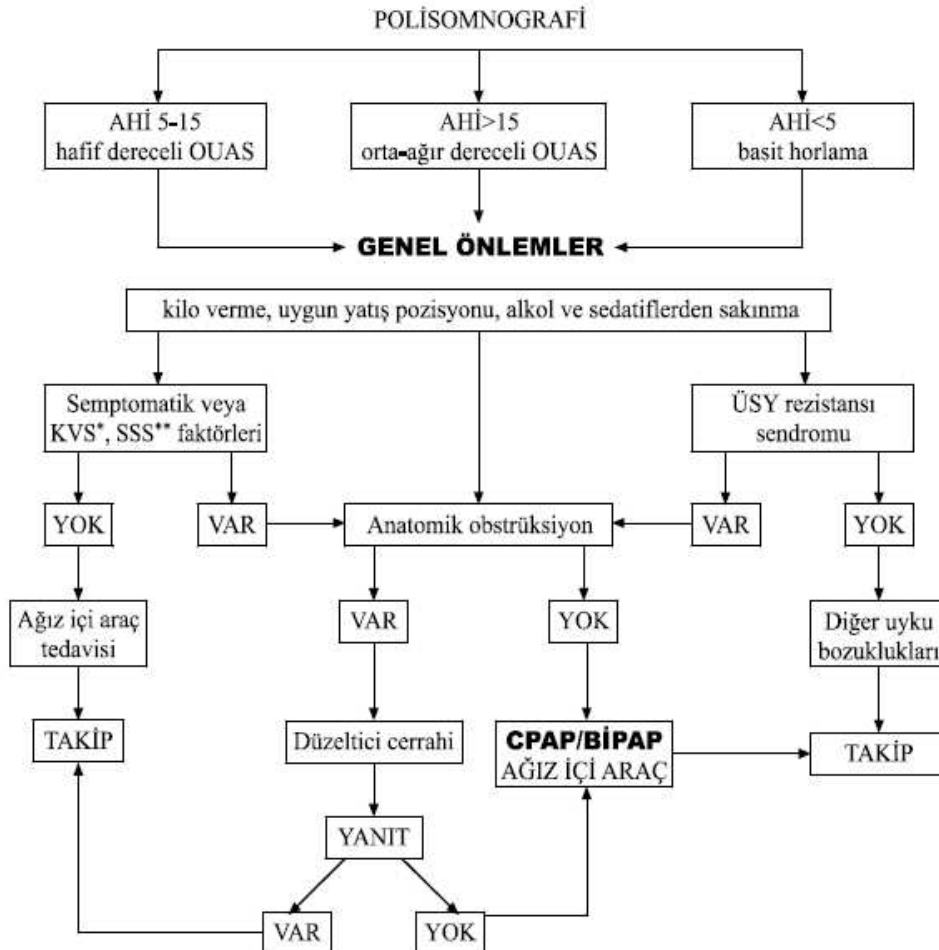 POLİSOMNOGRAFİ
AHİ 5-15
hafif dereceli OUAS
AHİ>15
orta-ağır dereceli OUAS
AHİ<5
basit horlama
GENEL ÖNLEMLER
kilo verme, uygun yatış pozisyonu, alkol ve sedatiflerden sakınma
Semptomatik veya
KVS*, SSS** faktörleri
ÜSY rezistansı
sendromu
YOK
VAR
Anatomik obstrüksiyon
VAR
YOK
Ağız içi araç
tedavisi
VAR
YOK
Diğer uyku
bozuklukları
TAKİP
Düzeltici cerrahi
CPAP/BİPAP
AĞIZ İÇİ ARAÇ
TAKİP
YANIT
VAR
YOK